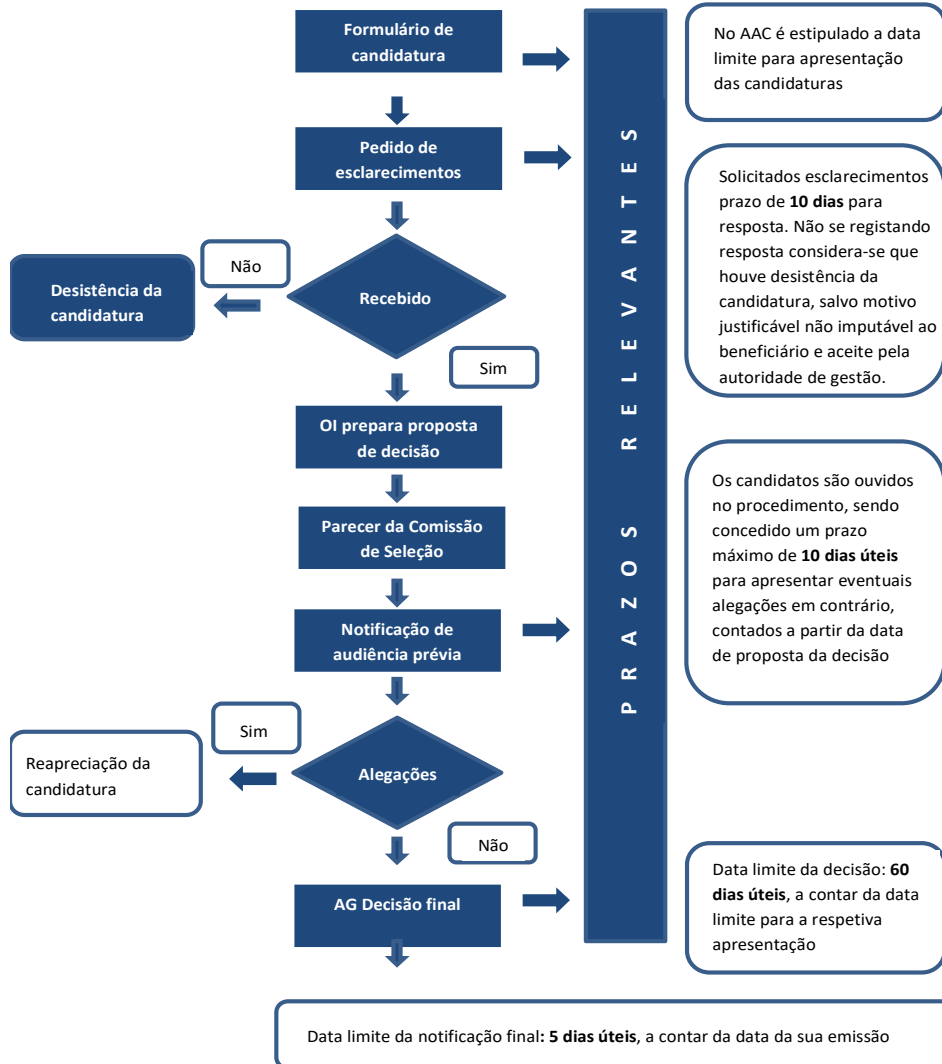 Formulário de
candidatura
No AAC é estipulado a data
limite para apresentação
das candidaturas
Pedido de
esclarecimentos
Solicitados esclarecimentos
prazo de 10 dias para
resposta. Não se registando
resposta considera-se que
houve desistência da
candidatura, salvo motivo
justificável não imputável ao
beneficiário e aceite pela
autoridade de gestão.
Não
Desistência da
candidatura
Recebido
Sim
PRAZOS RELEVANTES
OI prepara proposta
de decisão
Parecer da Comissão
de Seleção
Os candidatos são ouvidos
no procedimento, sendo
concedido um prazo
máximo de 10 dias úteis
para apresentar eventuais
alegações em contrário,
contados a partir da data
de proposta da decisão
Notificação de
audiência prévia
Sim
Reapreciação da
candidatura
Alegações
Não
AG Decisão final
Data limite da decisão: 60
dias úteis, a contar da data
limite para a respetiva
apresentação
Data limite da notificação final: 5 dias úteis, a contar da data da sua emissão